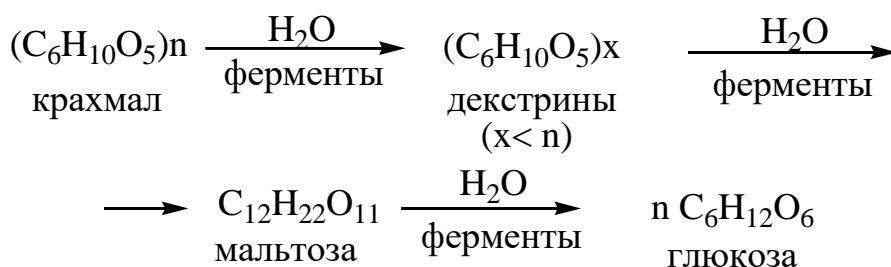 (C₆H₁₀O₅)n H₂O ферменты (C₆H₁₀O₅)x H₂O ферменты
крахмал декстрины
(x< n)
C₁₂H₂₂O₁₁ H₂O ферменты n C₆H₁₂O₆
мальтоза глюкоза